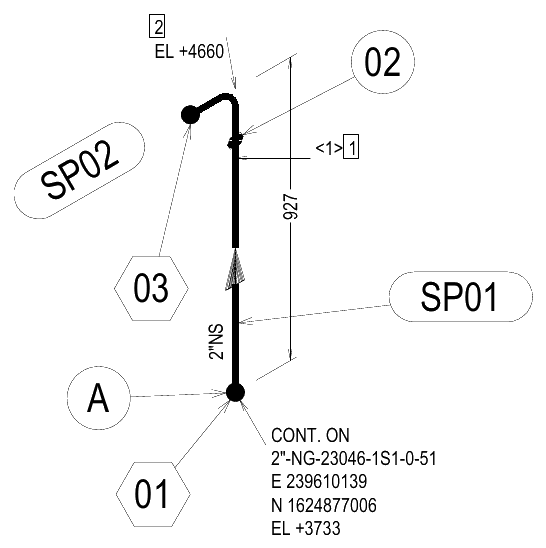 2
EL +4660
02
<1> 1
SP02
927
03
SP01
2"NS
A
01
CONT. ON
2"-NG-23046-1S1-0-51
E 239610139
N 1624877006
EL +3733